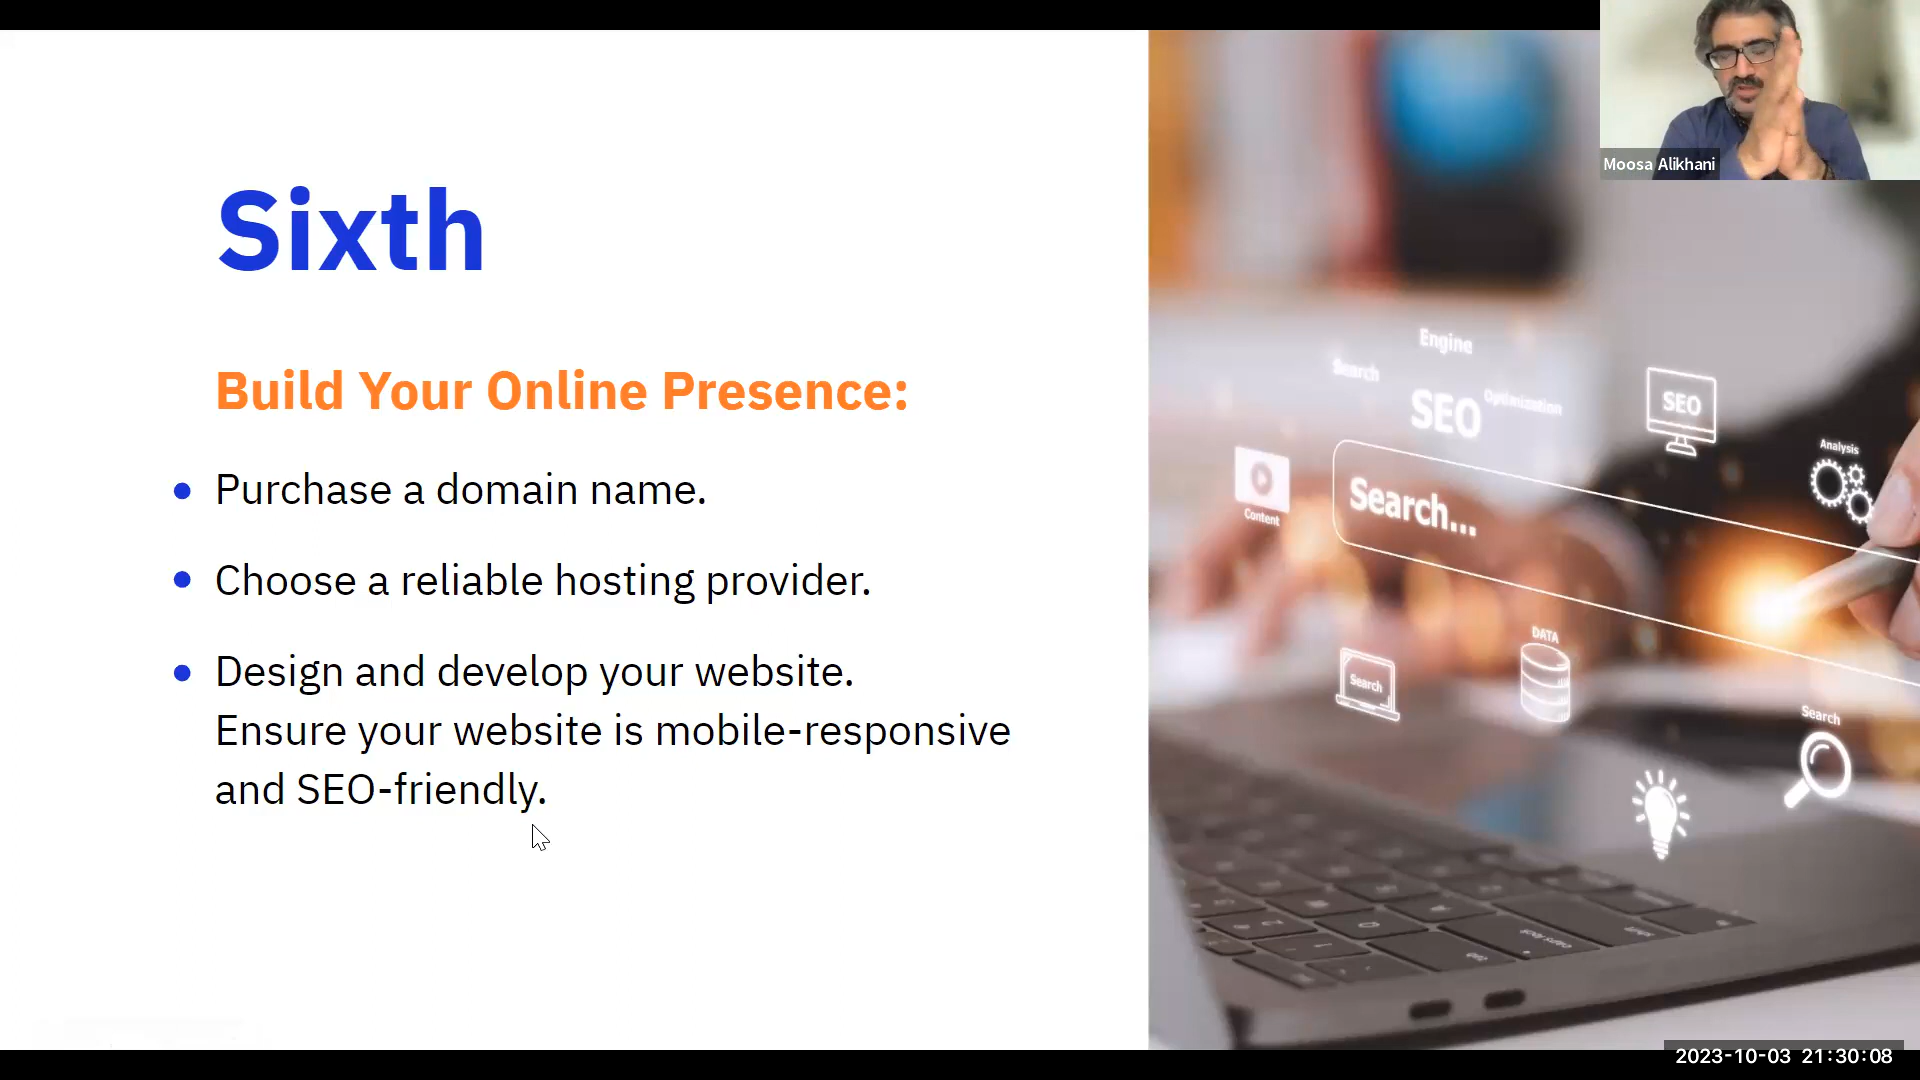 Sixth
Build Your Online Presence:
Purchase a domain name.
Choose a reliable hosting provider.
Design and develop your website.
Ensure your website is mobile-responsive
and SEO-friendly.
Moosa Alikhani
Engine
Search
SEO
Optimization
SEO
Analysis
Content
Search...
DATA
Search
Search
caps lock
2023-10-03 21:30:08